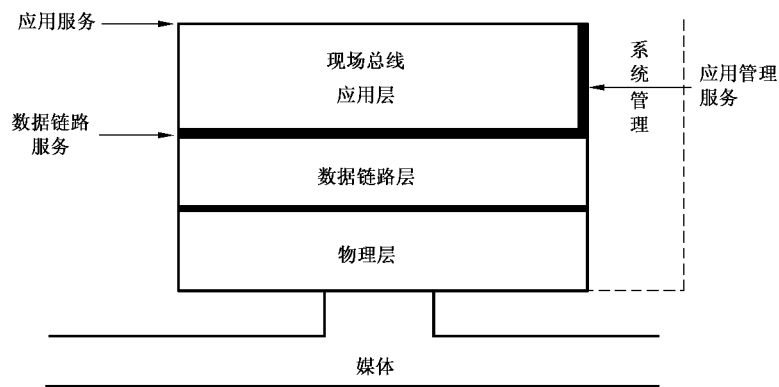 应用服务
现场总线
应用层
系统管理
应用管理
服务
数据链路
服务
数据链路层
物理层
媒体